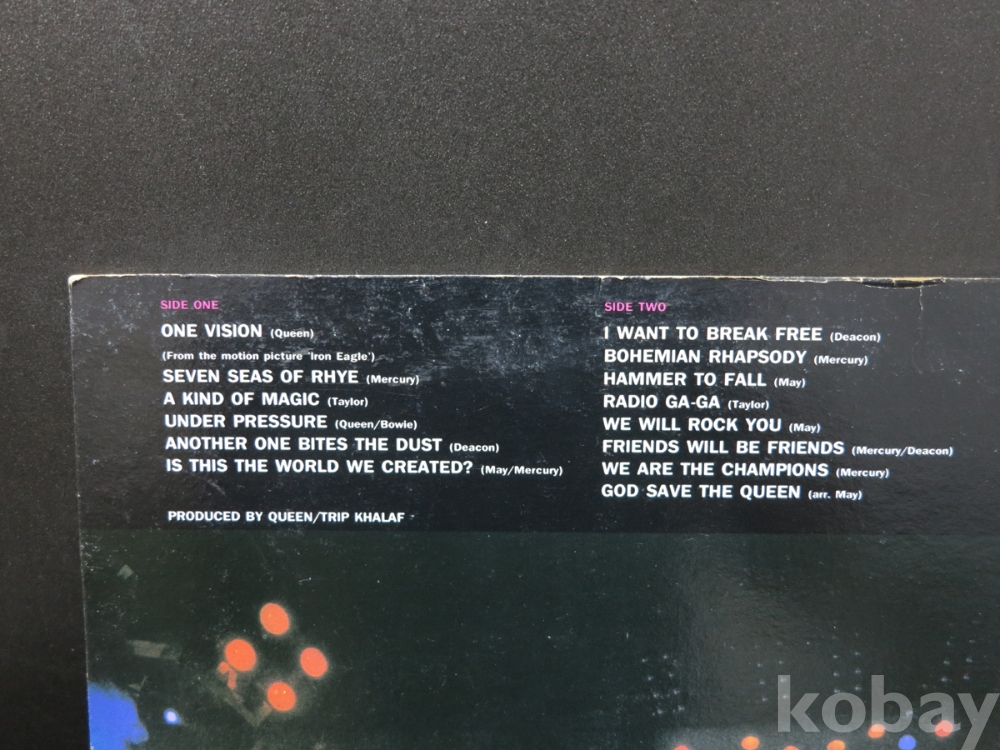 SIDE ONE
ONE VISION (Queen)
(From the motion picture 'Iron Eagle')
SEVEN SEAS OF RHYE (Mercury)
A KIND OF MAGIC (Taylor)
UNDER PRESSURE (Queen/Bowie)
ANOTHER ONE BITES THE DUST (Deacon)
IS THIS THE WORLD WE CREATED? (May/Mercury)
PRODUCED BY QUEEN/TRIP KHALAF
SIDE TWO
I WANT TO BREAK FREE (Deacon)
BOHEMIAN RHAPSODY (Mercury)
HAMMER TO FALL (May)
RADIO GA-GA (Taylor)
WE WILL ROCK YOU (May)
FRIENDS WILL BE FRIENDS (Mercury/Deacon)
WE ARE THE CHAMPIONS (Mercury)
GOD SAVE THE QUEEN (arr. May)
kobay